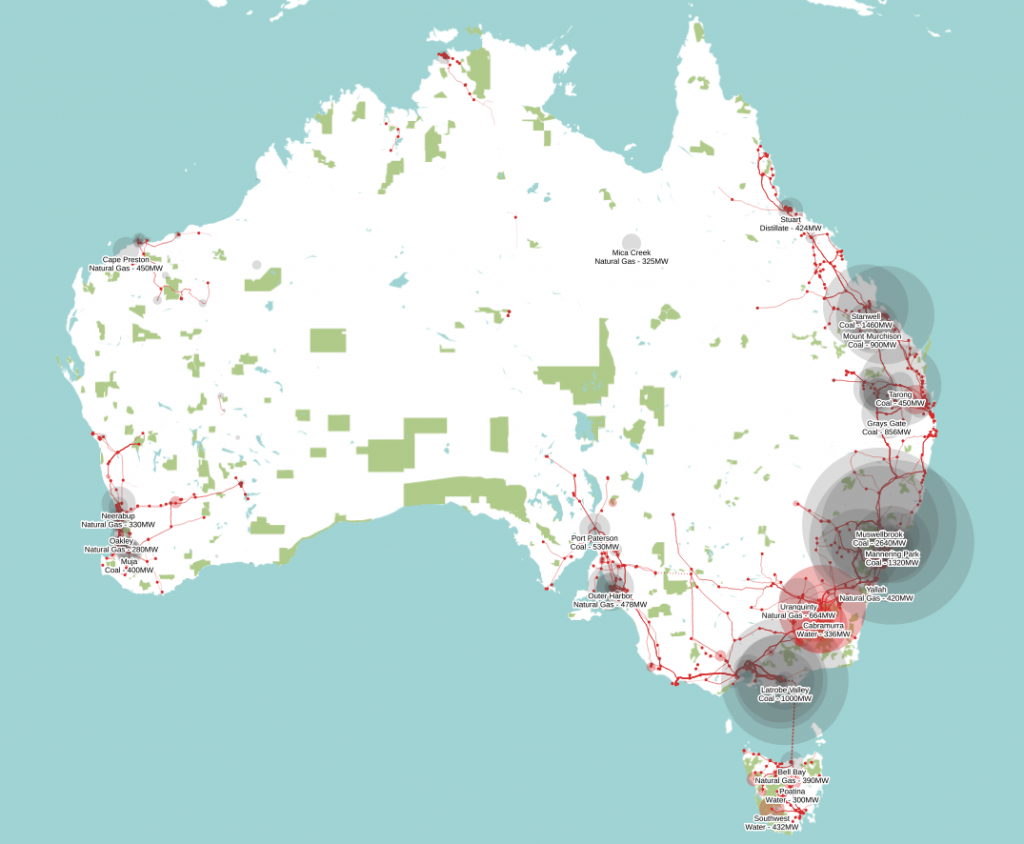 Stuart
Distillate - 424MW
Mica Creek
Natural Gas - 325MW
Cape Preston
Natural Gas - 450MW
Stanwell
Coal - 1460MW
Mount Murchison
Coal - 900MW
Tarong
Coal - 450MW
Grays Gate
Coal - 856MW
Neerabup
Natural Gas - 330MW
Oakley
Natural Gas - 280MW
Muja
Coal - 400MW
Port Paterson
Coal - 530MW
Muswellbrook
Coal - 2640MW
Mannering Park
Coal - 1320MW
Yallah
Natural Gas - 420MW
Outer Harbor
Natural Gas - 478MW
Uranquinty
Natural Gas - 664MW
Cabramurra
Water - 336MW
Latrobe Valley
Coal - 1000MW
Bell Bay
Natural Gas - 390MW
Poatina
Water - 300MW
Southwest
Water - 432MW